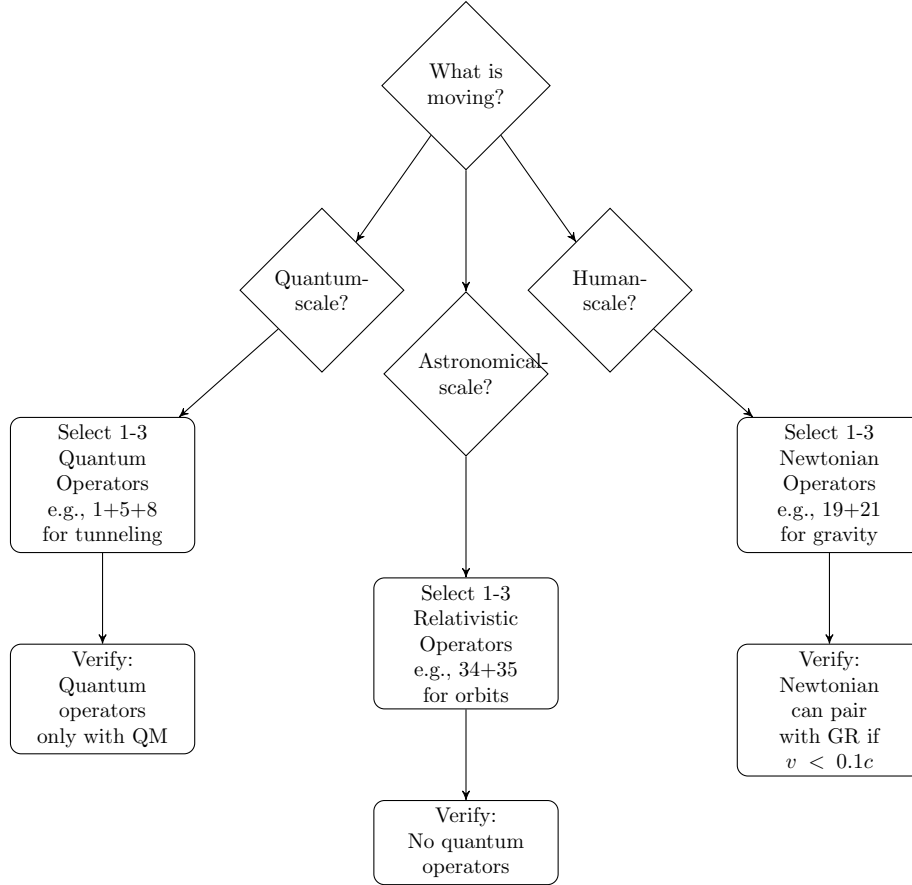 What is
moving?
Quantum-
scale?
Human-
scale?
Astronomical-
scale?
Select 1-3
Quantum
Operators
e.g., 1+5+8
for tunneling
Select 1-3
Newtonian
Operators
e.g., 19+21
for gravity
Select 1-3
Relativistic
Operators
e.g., 34+35
for orbits
Verify:
Quantum
operators
only with QM
Verify:
Newtonian
can pair
with GR if
v < 0.1c
Verify:
No quantum
operators